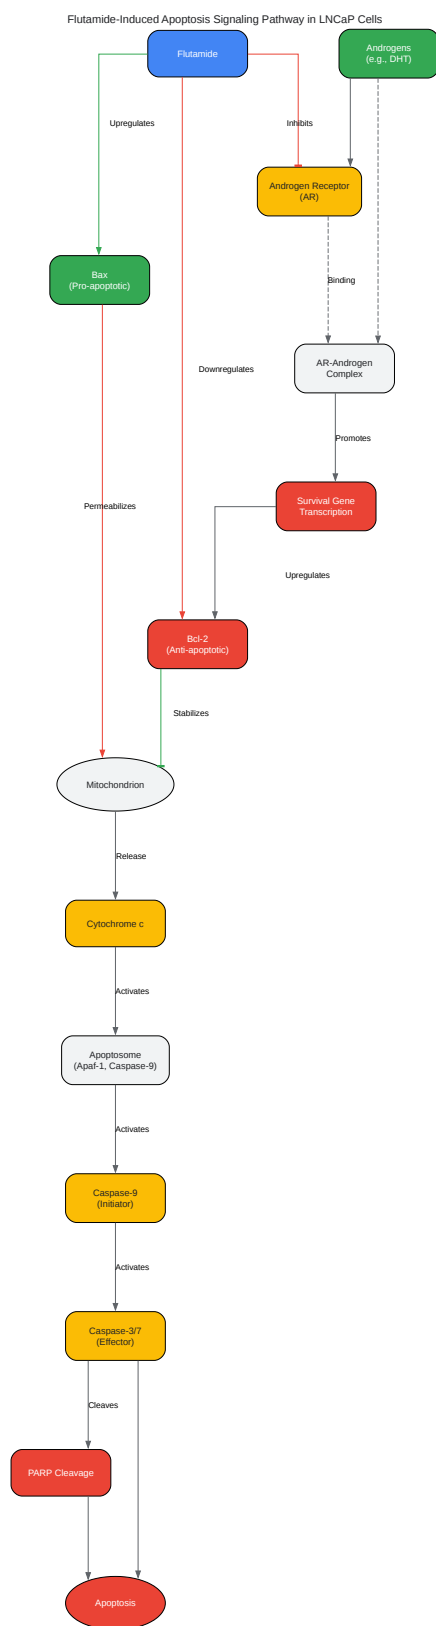 Flutamide-Induced Apoptosis Signaling Pathway in LNCaP Cells
Flutamide
Androgens
(e.g., DHT)
Upregulates
Inhibits
Androgen Receptor
(AR)
Bax
(Pro-apoptotic)
Binding
AR-Androgen
Complex
Downregulates
Promotes
Permeabilizes
Survival Gene
Transcription
Upregulates
Bcl-2
(Anti-apoptotic)
Stabilizes
Mitochondrion
Release
Cytochrome c
Activates
Apoptosome
(Apaf-1, Caspase-9)
Activates
Caspase-9
(Initiator)
Activates
Caspase-3/7
(Effector)
Cleaves
PARP Cleavage
Apoptosis